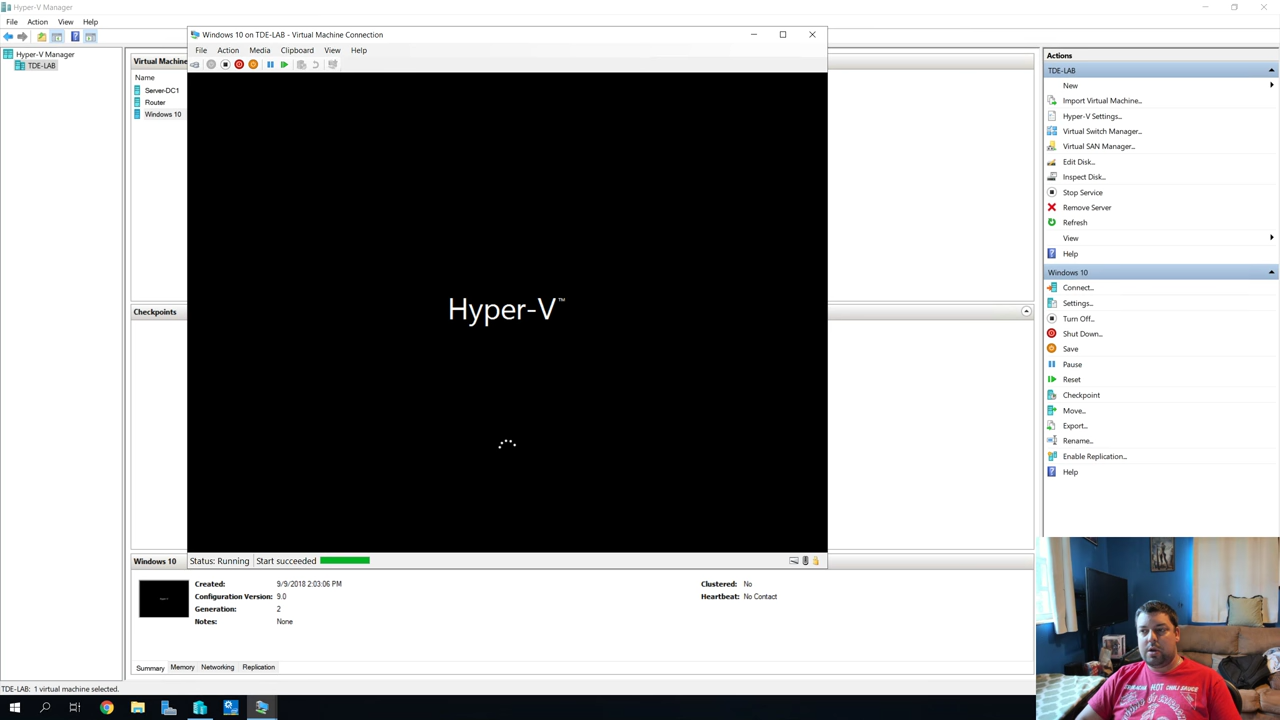 Hyper-V Manager
File Action View Help
Hyper-V Manager
TDE-LAB
Virtual Machine
Name
Server-DC1
Router
Windows 10
Checkpoints
Windows 10 on TDE-LAB - Virtual Machine Connection
File Action Media Clipboard View Help
Hyper-V™
Status: Running Start succeeded
Windows 10
Created: 9/9/2018 2:03:06 PM
Configuration Version: 9.0
Generation: 2
Notes: None
Clustered: No
Heartbeat: No Contact
Summary Memory Networking Replication
Actions
TDE-LAB
New
Import Virtual Machine...
Hyper-V Settings...
Virtual Switch Manager...
Virtual SAN Manager...
Edit Disk...
Inspect Disk...
Stop Service
Remove Server
Refresh
View
Help
Windows 10
Connect...
Settings...
Turn Off...
Shut Down...
Save
Pause
Reset
Checkpoint
Move...
Export...
Rename...
Enable Replication...
Help
TDE-LAB: 1 virtual machine selected.